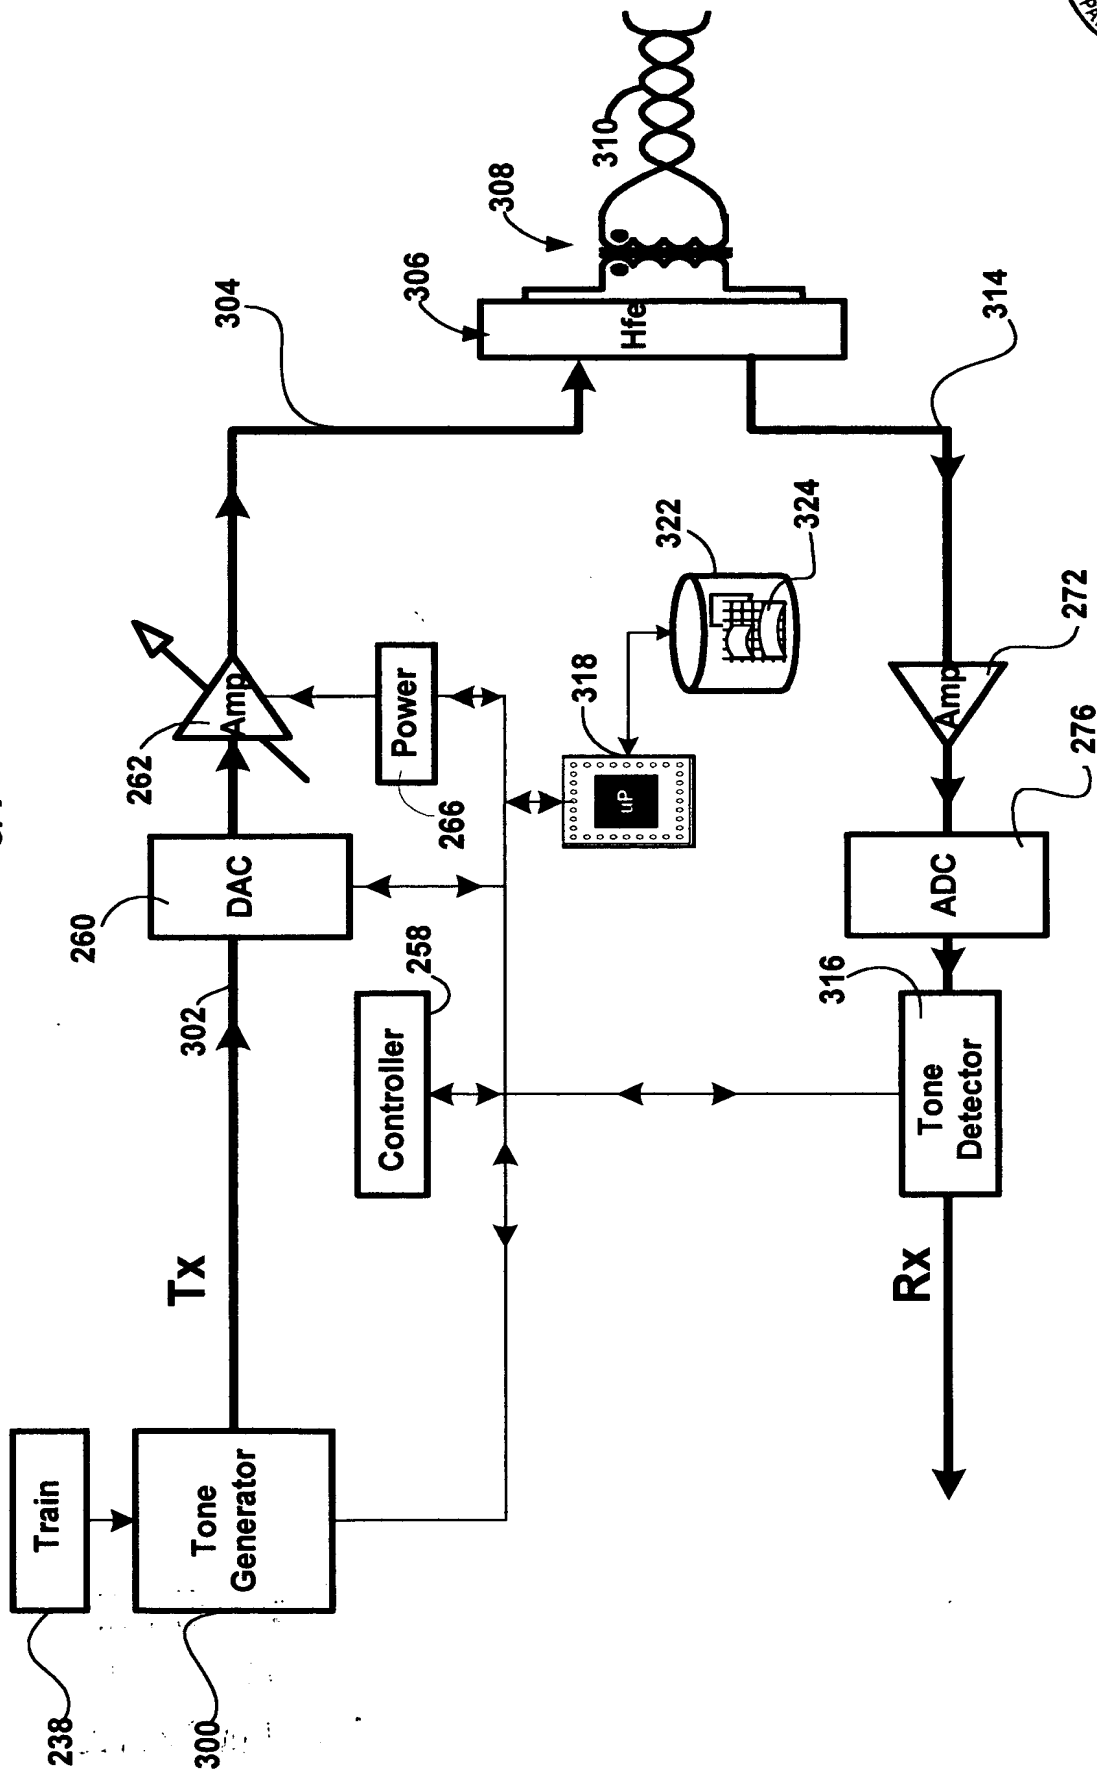 238
Train
300
Tone
Generator
Tx
302
260
DAC
262
Amp
304
Power
266
Controller
258
306
Hfe
308
310
318
uP
322
324
314
272
Amp
276
ADC
316
Tone
Detector
Rx